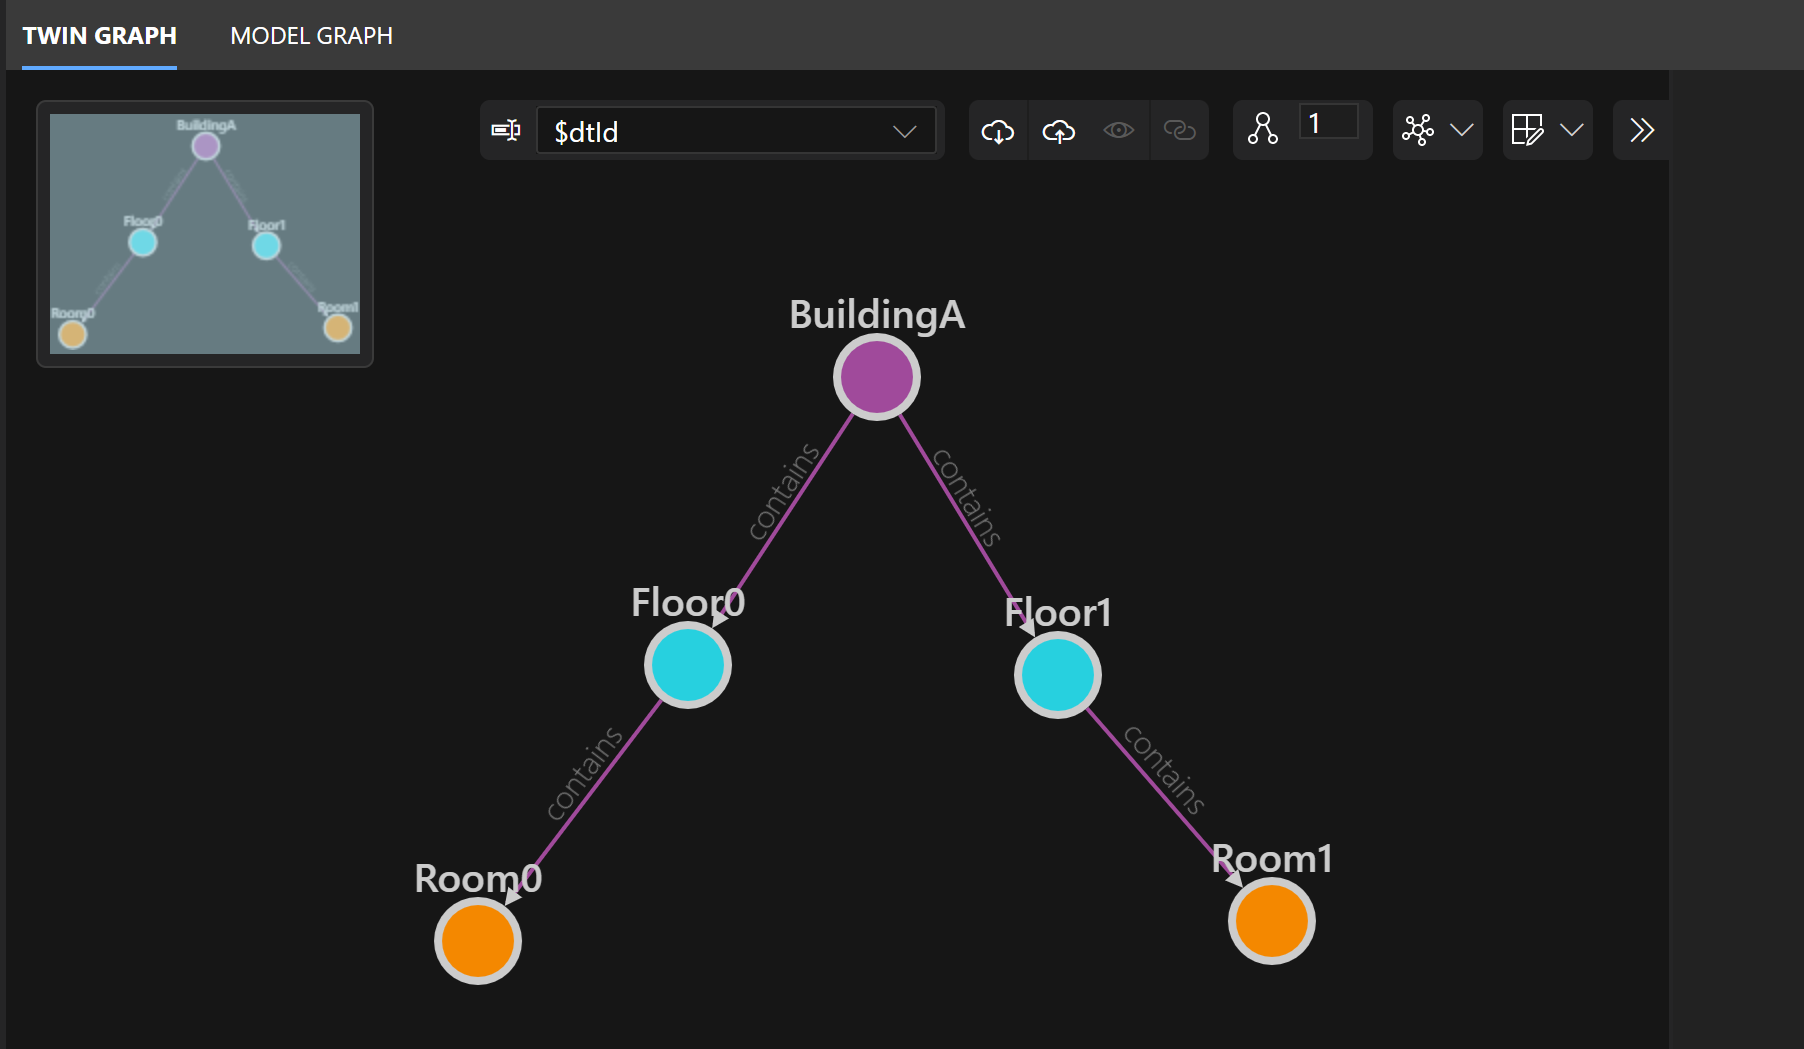 TWIN GRAPH MODEL GRAPH
$dtId
1
BuildingA
Floor0
Floor1
Room0
Room1
BuildingA
contains
contains
Floor0
Floor1
contains
contains
Room0
Room1